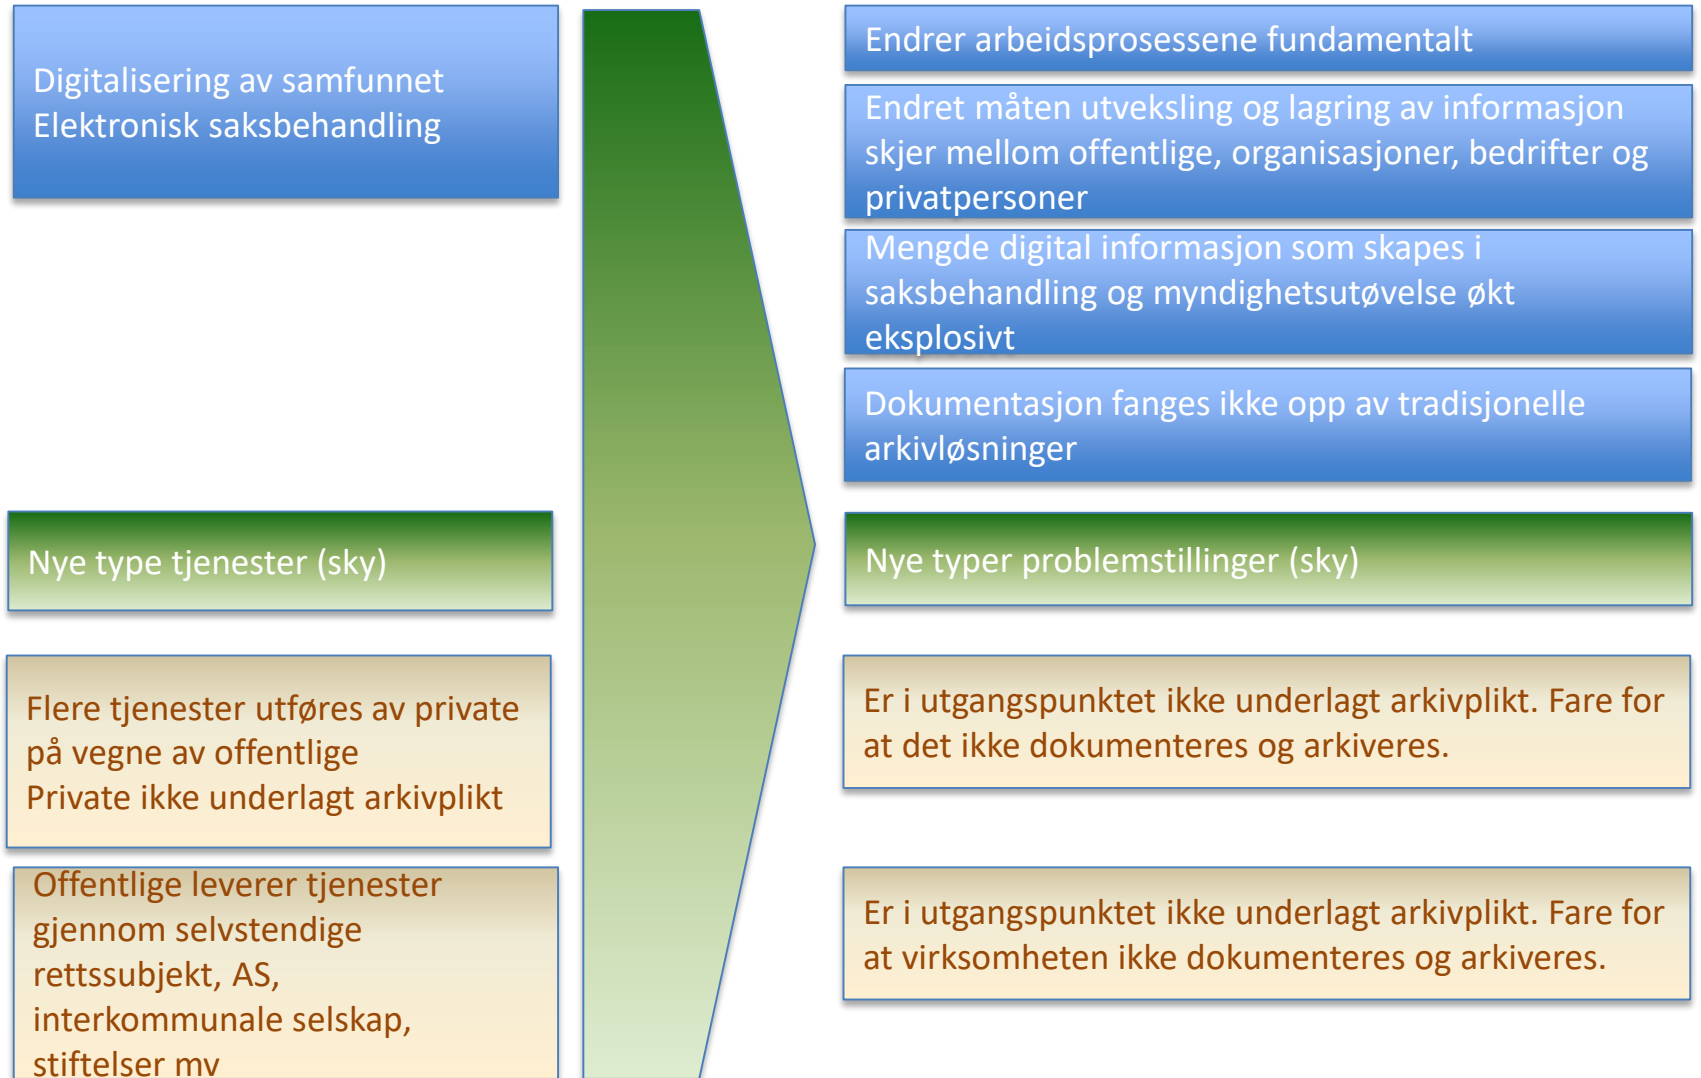 Digitalisering av samfunnet
Elektronisk saksbehandling
Nye type tjenester (sky)
Flere tjenester utføres av private
på vegne av offentlige
Private ikke underlagt arkivplikt
Offentlige leverer tjenester
gjennom selvstendige
rettssubjekt, AS,
interkommunale selskap,
stiftelser mv
Endrer arbeidsprosessene fundamentalt
Endret måten utveksling og lagring av informasjon
skjer mellom offentlige, organisasjoner, bedrifter og
privatpersoner
Mengde digital informasjon som skapes i
saksbehandling og myndighetsutøvelse økt
eksplosivt
Dokumentasjon fanges ikke opp av tradisjonelle
arkivløsninger
Nye typer problemstillinger (sky)
Er i utgangspunktet ikke underlagt arkivplikt. Fare for
at det ikke dokumenteres og arkiveres.
Er i utgangspunktet ikke underlagt arkivplikt. Fare for
at virksomheten ikke dokumenteres og arkiveres.